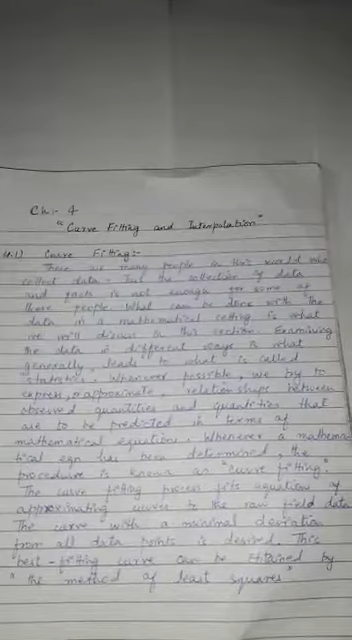 Ch:- 4
"Curve Fitting and Interpolation"
4.1) Curve Fitting:-
There are many people in this world who
collect data. But the collection of data
and facts is not enough for some of
these people. What can be done with the
data in a mathematical setting is what
we will discuss in this section. Examining
the data in different ways is what
generally, leads to what is called
"statistics". Whenever possible, we try to
express, or approximate, relationships between
observed quantities and quantities that
are to be predicted in terms of
mathematical equations. Whenever a mathema-
tical eqn has been determined, the
procedure is known as "curve fitting".
The curve fitting process fits equations of
approximating curves to the raw field data
The curve with a minimal deviation
from all data points is desired. This
best-fitting curve can be obtained by
"the method of least squares"